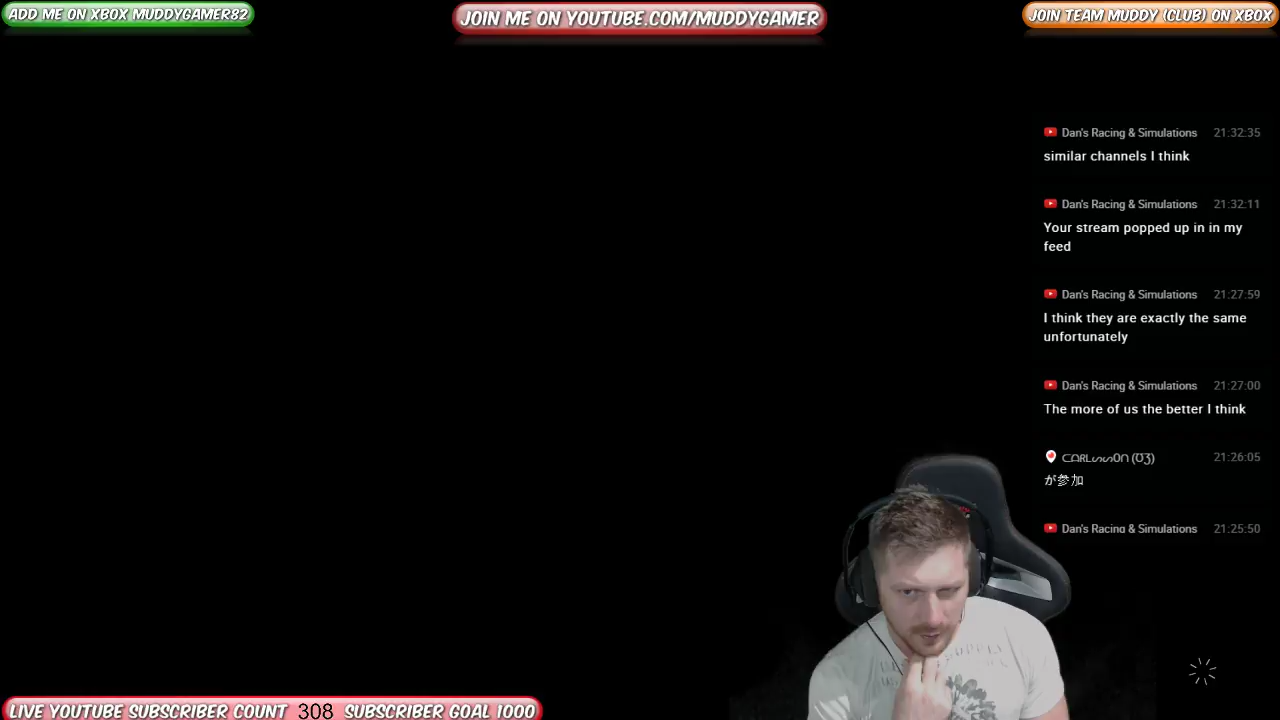 ADD ME ON XBOX MUDDYGAMER82
JOIN ME ON YOUTUBE.COM/MUDDYGAMER
JOIN TEAM MUDDY (CLUB) ON XBOX
Dan's Racing & Simulations 21:32:35
similar channels I think
Dan's Racing & Simulations 21:32:11
Your stream popped up in in my
feed
Dan's Racing & Simulations 21:27:59
I think they are exactly the same
unfortunately
Dan's Racing & Simulations 21:27:00
The more of us the better I think
21:26:05
が参加
Dan's Racing & Simulations 21:25:50
LIVE YOUTUBE SUBSCRIBER COUNT 308 SUBSCRIBER GOAL 1000